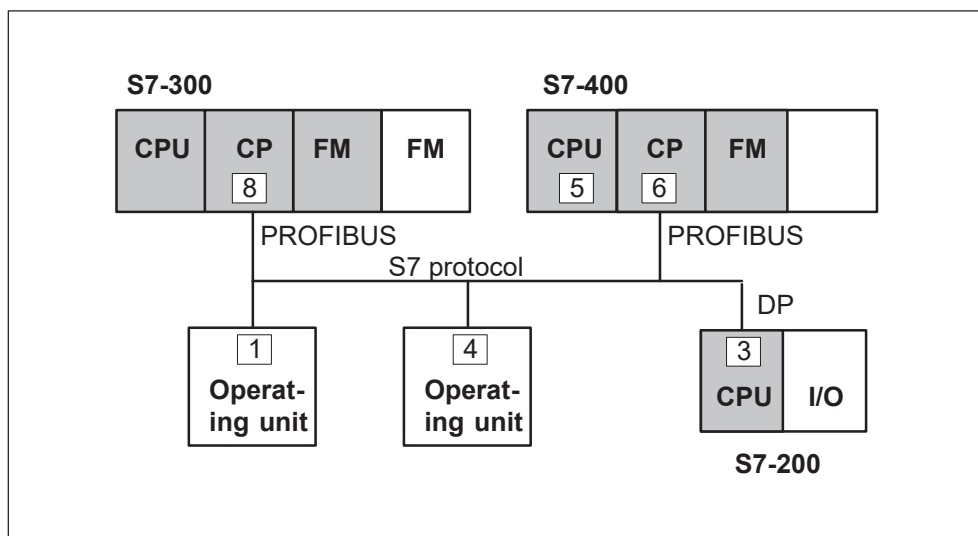 S7-300
S7-400
CPU CP FM FM
CPU CP FM
8
5 6
PROFIBUS
PROFIBUS
S7 protocol
DP
1
4
3
Operat-
ing unit
Operat-
ing unit
CPU I/O
S7-200